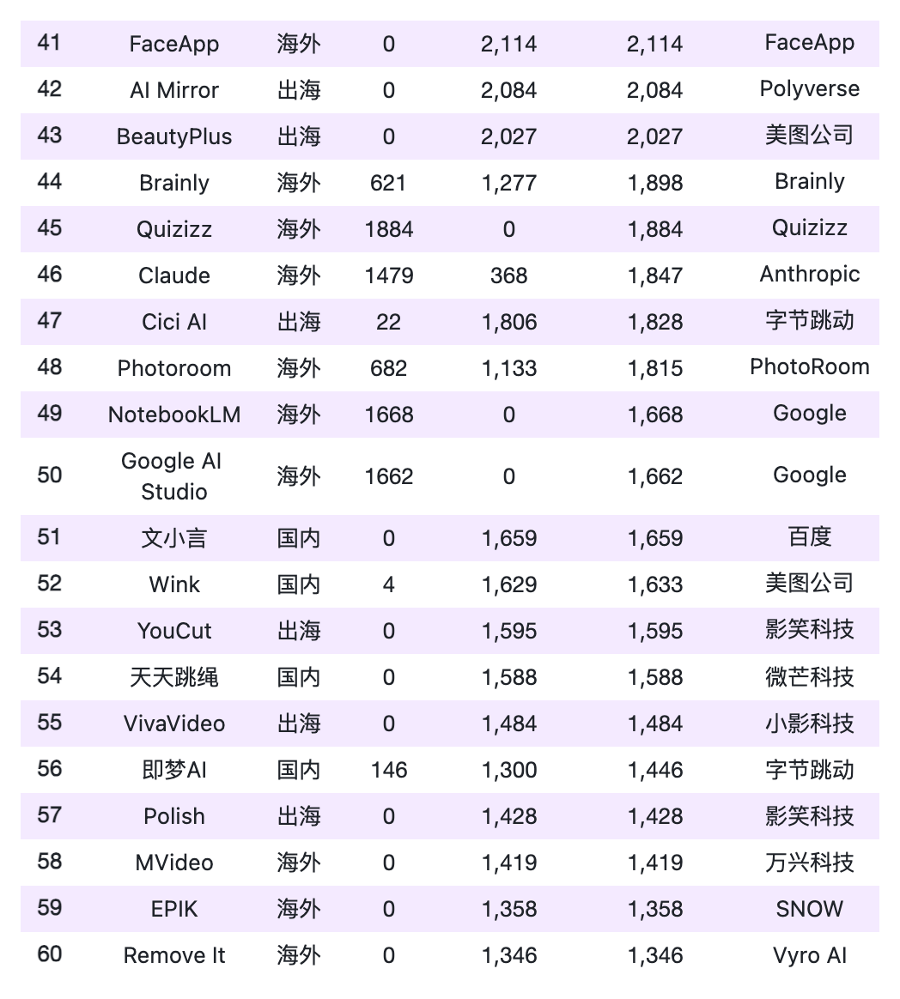 41 FaceApp 海外 0 2,114 2,114 FaceApp
42 AI Mirror 出海 0 2,084 2,084 Polyverse
43 BeautyPlus 出海 0 2,027 2,027 美图公司
44 Brainly 海外 621 1,277 1,898 Brainly
45 Quizizz 海外 1884 0 1,884 Quizizz
46 Claude 海外 1479 368 1,847 Anthropic
47 Cici AI 出海 22 1,806 1,828 字节跳动
48 Photoroom 海外 682 1,133 1,815 PhotoRoom
49 NotebookLM 海外 1668 0 1,668 Google
50 Google AI Studio 海外 1662 0 1,662 Google
51 文小言 国内 0 1,659 1,659 百度
52 Wink 国内 4 1,629 1,633 美图公司
53 YouCut 出海 0 1,595 1,595 影笑科技
54 天天跳绳 国内 0 1,588 1,588 微芒科技
55 VivaVideo 出海 0 1,484 1,484 小影科技
56 即梦AI 国内 146 1,300 1,446 字节跳动
57 Polish 出海 0 1,428 1,428 影笑科技
58 MVideo 海外 0 1,419 1,419 万兴科技
59 EPIK 海外 0 1,358 1,358 SNOW
60 Remove It 海外 0 1,346 1,346 Vyro AI